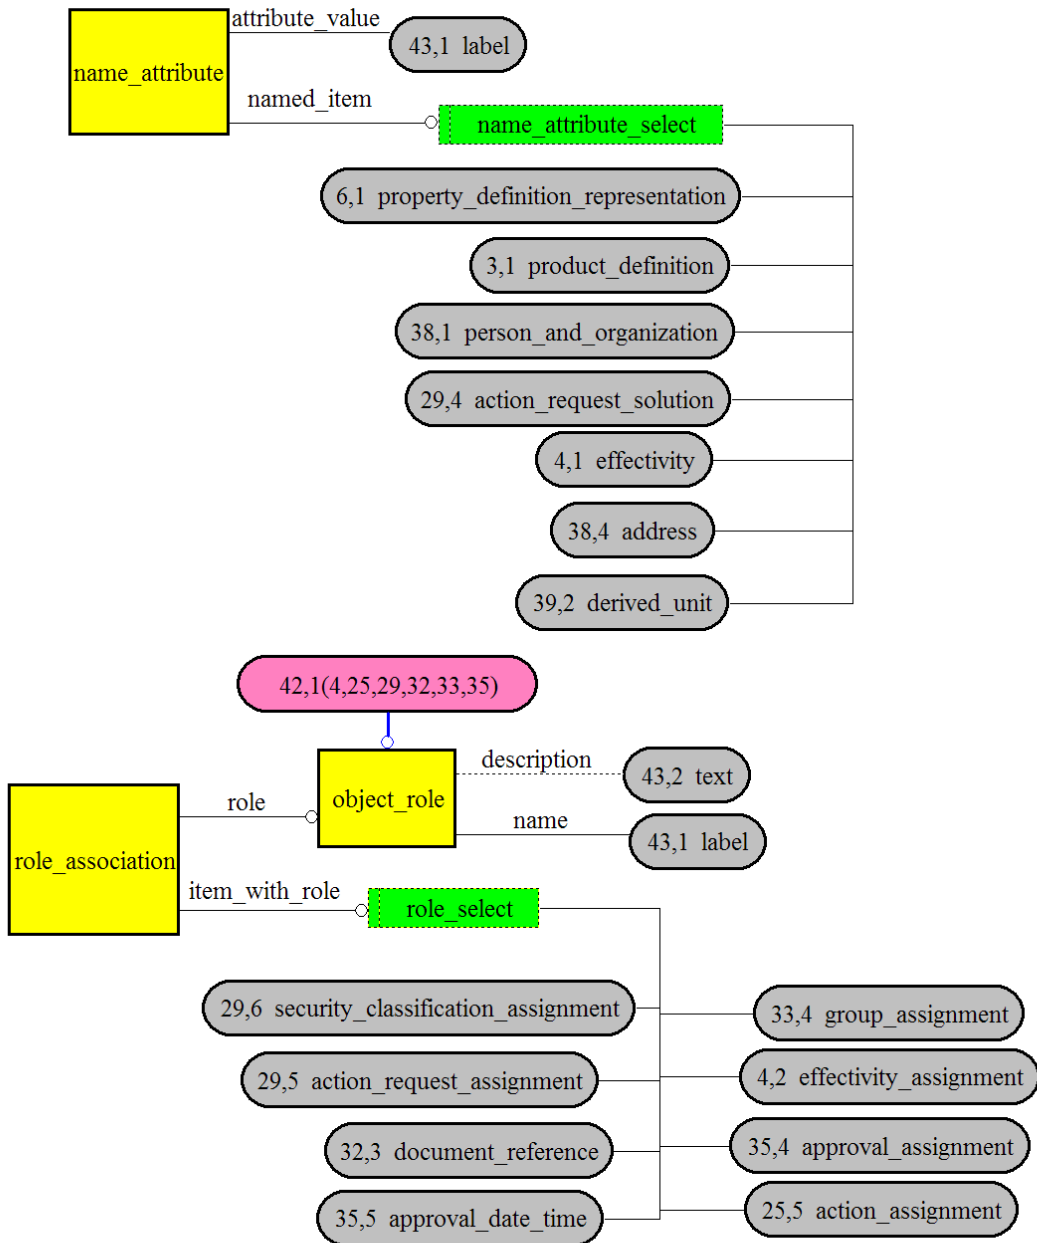 attribute_value
43,1 label
name_attribute
named_item
name_attribute_select
6,1 property_definition_representation
3,1 product_definition
38,1 person_and_organization
29,4 action_request_solution
4,1 effectivity
38,4 address
39,2 derived_unit
42,1(4,25,29,32,33,35)
description
43,2 text
role
object_role
name
43,1 label
role_association
item_with_role
role_select
29,6 security_classification_assignment
33,4 group_assignment
29,5 action_request_assignment
4,2 effectivity_assignment
32,3 document_reference
35,4 approval_assignment
35,5 approval_date_time
25,5 action_assignment